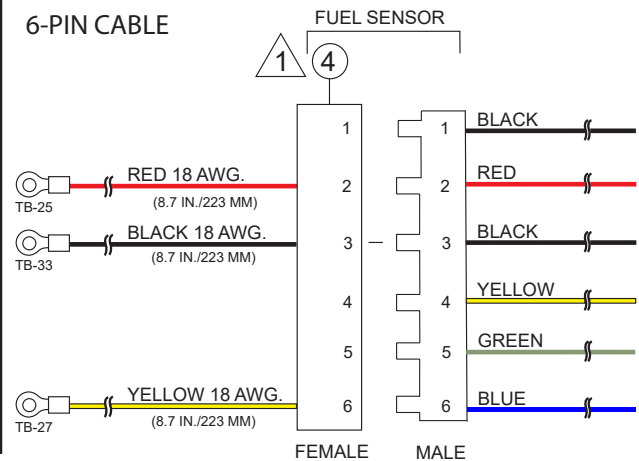 6-PIN CABLE
FUEL SENSOR
1
4
1
1
BLACK
RED 18 AWG.
(8.7 IN./223 MM)
TB-25
2
2
RED
BLACK 18 AWG.
(8.7 IN./223 MM)
TB-33
3
3
BLACK
4
4
YELLOW
5
5
GREEN
YELLOW 18 AWG.
(8.7 IN./223 MM)
TB-27
6
6
BLUE
FEMALE
MALE